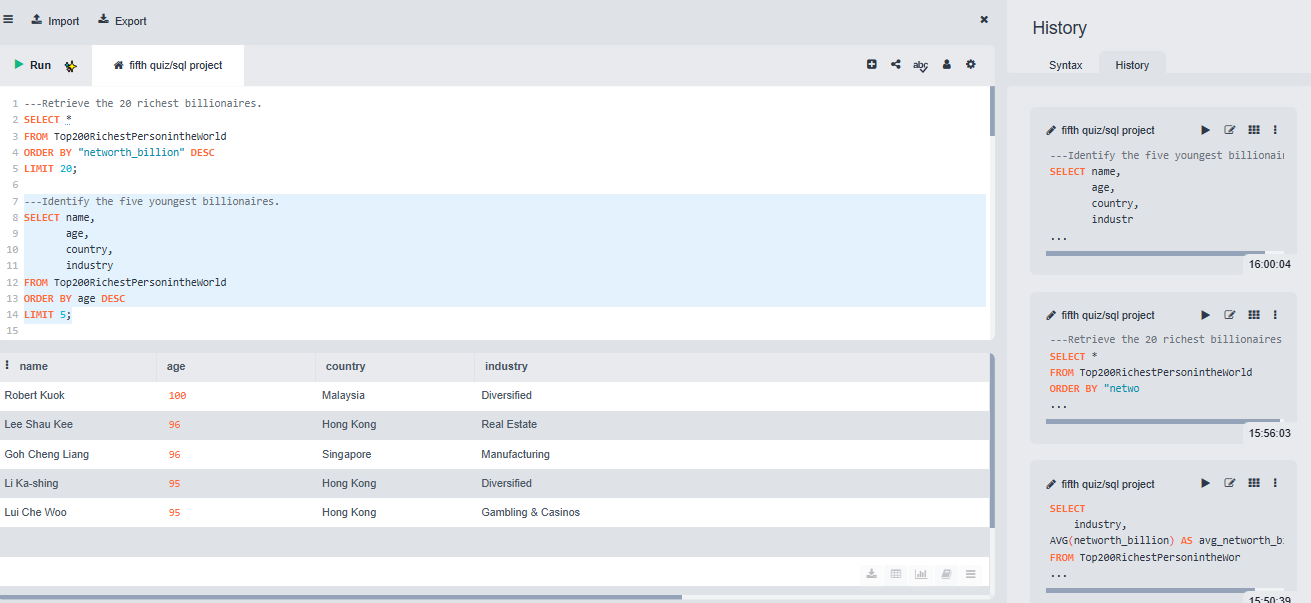 Import
Export
Run
fifth quiz/sql project
abc
1 ---Retrieve the 20 richest billionaires.
2 SELECT *
3 FROM Top200RichestPersonintheWorld
4 ORDER BY "networth_billion" DESC
5 LIMIT 20;
6
7 ---Identify the five youngest billionaires.
8 SELECT name,
9 age,
10 country,
11 industry
12 FROM Top200RichestPersonintheWorld
13 ORDER BY age DESC
14 LIMIT 5;
15
name age country industry
Robert Kuok 100 Malaysia Diversified
Lee Shau Kee 96 Hong Kong Real Estate
Goh Cheng Liang 96 Singapore Manufacturing
Li Ka-shing 95 Hong Kong Diversified
Lui Che Woo 95 Hong Kong Gambling & Casinos
History
Syntax History
fifth quiz/sql project
---Identify the five youngest billionair
SELECT name,
age,
country,
industr
...
16:00:04
fifth quiz/sql project
---Retrieve the 20 richest billionaires
SELECT *
FROM Top200RichestPersonintheWorld
ORDER BY "netwo
...
15:56:03
fifth quiz/sql project
SELECT
industry,
AVG(networth_billion) AS avg_networth_bi
FROM Top200RichestPersonintheWor
...
15:50:39